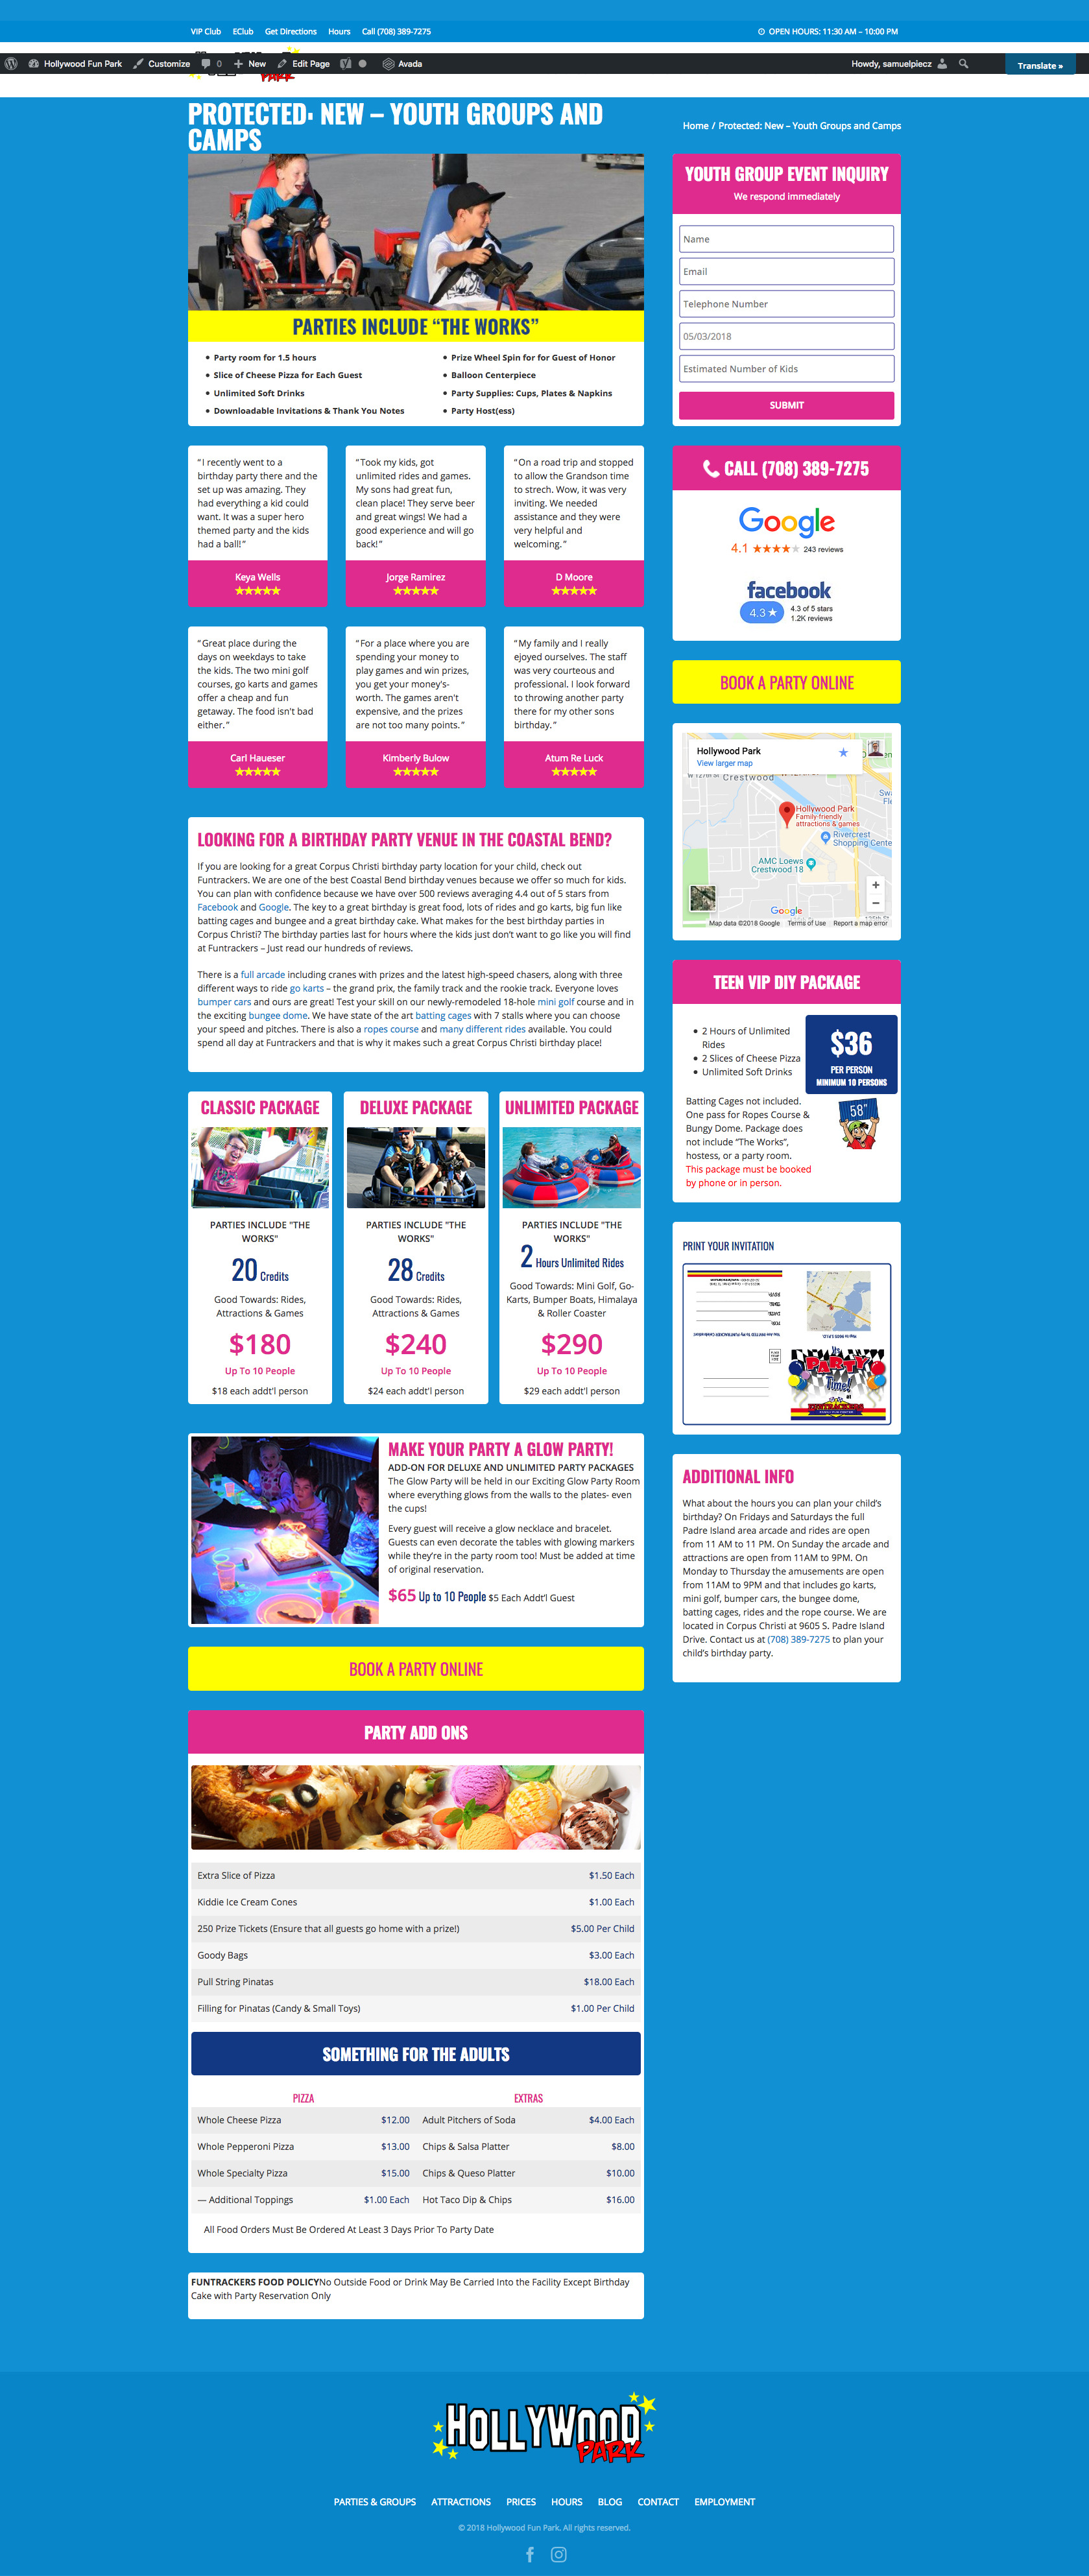 VIP Club EClub Get Directions Hours Call (708) 389-7275
OPEN HOURS: 11:30 AM – 10:00 PM
Hollywood Fun Park Customize 0 New Edit Page Avada
Howdy, samuelpiecz
Translate »
PROTECTED: NEW – YOUTH GROUPS AND
CAMPS
Home / Protected: New – Youth Groups and Camps
PARTIES INCLUDE “THE WORKS”
Party room for 1.5 hours
Slice of Cheese Pizza for Each Guest
Unlimited Soft Drinks
Downloadable Invitations & Thank You Notes
Prize Wheel Spin for for Guest of Honor
Balloon Centerpiece
Party Supplies: Cups, Plates & Napkins
Party Host(ess)
"I recently went to a
birthday party there and the
set up was amazing. They
had everything a kid could
want. It was a super hero
themed party and the kids
had a ball!"
Keya Wells
"Took my kids, got
unlimited rides and games.
My sons had great fun,
clean place! They serve beer
and great wings! We had a
good experience and will go
back!"
Jorge Ramirez
"On a road trip and stopped
to allow the Grandson time
to strech. Wow, it was very
inviting. We needed
assistance and they were
very helpful and
welcoming."
D Moore
"Great place during the
days on weekdays to take
the kids. The two mini golf
courses, go karts and games
offer a cheap and fun
getaway. The food isn't bad
either."
Carl Haueser
"For a place where you are
spending your money to
play games and win prizes,
you get your money's-
worth. The games aren't
expensive, and the prizes
are not too many points."
Kimberly Bulow
"My family and I really
ejoyed ourselves. The staff
was very courteous and
professional. I look forward
to throwing another party
there for my other sons
birthday."
Atum Re Luck
LOOKING FOR A BIRTHDAY PARTY VENUE IN THE COASTAL BEND?
If you are looking for a great Corpus Christi birthday party location for your child, check out
Funtrackers. We are one of the best Coastal Bend birthday venues because we offer so much for kids.
You can plan with confidence because we have over 500 reviews averaging 4.4 out of 5 stars from
Facebook and Google. The key to a great birthday is great food, lots of rides and go karts, big fun like
batting cages and bungee and a great birthday cake. What makes for the best birthday parties in
Corpus Christi? The birthday parties last for hours where the kids just don't want to go like you will find
at Funtrackers – Just read our hundreds of reviews.
There is a full arcade including cranes with prizes and the latest high-speed chasers, along with three
different ways to ride go karts – the grand prix, the family track and the rookie track. Everyone loves
bumper cars and ours are great! Test your skill on our newly-remodeled 18-hole mini golf course and in
the exciting bungee dome. We have state of the art batting cages with 7 stalls where you can choose
your speed and pitches. There is also a ropes course and many different rides available. You could
spend all day at Funtrackers and that is why it makes such a great Corpus Christi birthday place!
CLASSIC PACKAGE
PARTIES INCLUDE "THE
WORKS"
20 Credits
Good Towards: Rides,
Attractions & Games
$180
Up To 10 People
$18 each addt'l person
DELUXE PACKAGE
PARTIES INCLUDE "THE
WORKS"
28 Credits
Good Towards: Rides,
Attractions & Games
$240
Up To 10 People
$24 each addt'l person
UNLIMITED PACKAGE
PARTIES INCLUDE "THE
WORKS"
2 Hours Unlimited Rides
Good Towards: Mini Golf, Go-
Karts, Bumper Boats, Himalaya
& Roller Coaster
$290
Up To 10 People
$29 each addt'l person
MAKE YOUR PARTY A GLOW PARTY!
ADD-ON FOR DELUXE AND UNLIMITED PARTY PACKAGES
The Glow Party will be held in our Exciting Glow Party Room
where everything glows from the walls to the plates- even
the cups!
Every guest will receive a glow necklace and bracelet.
Guests can even decorate the tables with glowing markers
while they're in the party room too! Must be added at time
of original reservation.
$65 Up to 10 People $5 Each Addt'l Guest
BOOK A PARTY ONLINE
PARTY ADD ONS
Extra Slice of Pizza $1.50 Each
Kiddie Ice Cream Cones $1.00 Each
250 Prize Tickets (Ensure that all guests go home with a prize!) $5.00 Per Child
Goody Bags $3.00 Each
Pull String Pinatas $18.00 Each
Filling for Pinatas (Candy & Small Toys) $1.00 Per Child
SOMETHING FOR THE ADULTS
PIZZA
Whole Cheese Pizza $12.00
Whole Pepperoni Pizza $13.00
Whole Specialty Pizza $15.00
— Additional Toppings $1.00 Each
EXTRAS
Adult Pitchers of Soda $4.00 Each
Chips & Salsa Platter $8.00
Chips & Queso Platter $10.00
Hot Taco Dip & Chips $16.00
All Food Orders Must Be Ordered At Least 3 Days Prior To Party Date
FUNTRACKERS FOOD POLICYNo Outside Food or Drink May Be Carried Into the Facility Except Birthday
Cake with Party Reservation Only
YOUTH GROUP EVENT INQUIRY
We respond immediately
Name
Email
Telephone Number
05/03/2018
Estimated Number of Kids
SUBMIT
CALL (708) 389-7275
Google
4.1 243 reviews
facebook
4.3
4.3 of 5 stars
1.2K reviews
BOOK A PARTY ONLINE
Hollywood Park
View larger map
W 127th St
Crestwood
Hollywood Park
Family-friendly
attractions & games
Rivercrest
Shopping Cente
AMC Loews
Crestwood 18
Google
Map data ©2018 Google Terms of Use Report a map error
TEEN VIP DIY PACKAGE
2 Hours of Unlimited
Rides
2 Slices of Cheese Pizza
Unlimited Soft Drinks
$36
PER PERSON
MINIMUM 10 PERSONS
58"
Batting Cages not included.
One pass for Ropes Course &
Bungy Dome. Package does
not include "The Works",
hostess, or a party room.
This package must be booked
by phone or in person.
PRINT YOUR INVITATION
It's
PARTY
Time!
at
FUNTRACKERS
ADDITIONAL INFO
What about the hours you can plan your child's
birthday? On Fridays and Saturdays the full
Padre Island area arcade and rides are open
from 11 AM to 11 PM. On Sunday the arcade and
attractions are open from 11AM to 9PM. On
Monday to Thursday the amusements are open
from 11AM to 9PM and that includes go karts,
mini golf, bumper cars, the bungee dome,
batting cages, rides and the rope course. We are
located in Corpus Christi at 9605 S. Padre Island
Drive. Contact us at (708) 389-7275 to plan your
child's birthday party.
HOLLYWOOD
PARK
PARTIES & GROUPS ATTRACTIONS PRICES HOURS BLOG CONTACT EMPLOYMENT
© 2018 Hollywood Fun Park. All rights reserved.